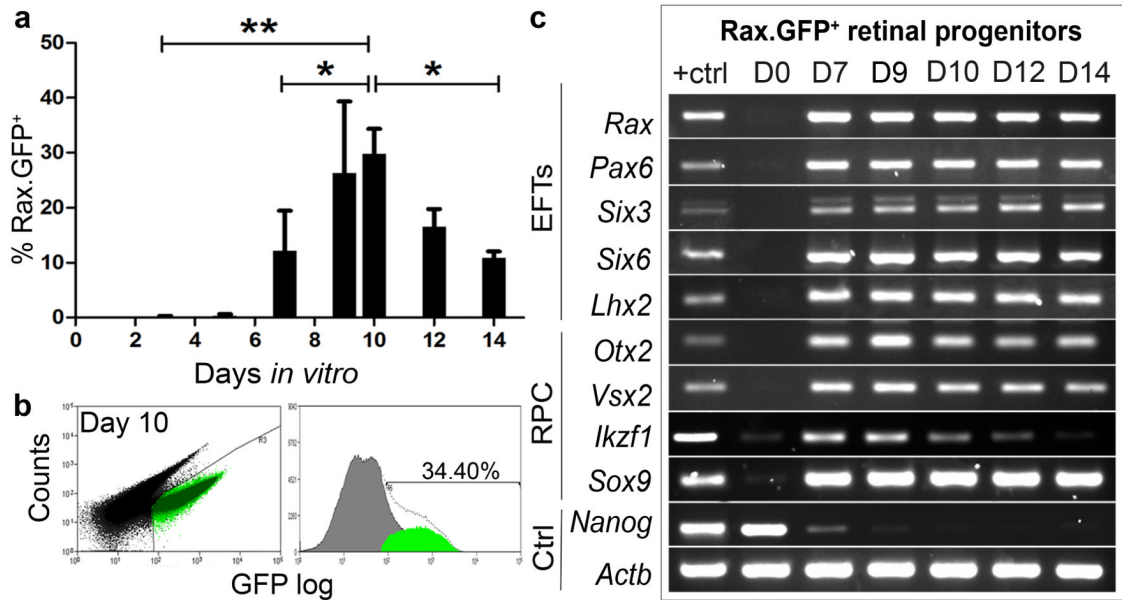 a
**
*
*
50
40
30
20
10
0
% Rax.GFP+
0 2 4 6 8 10 12 14
Days in vitro
b
Day 10
R3
34.40%
Counts
GFP log
c
Rax.GFP+ retinal progenitors
+ctrl D0 D7 D9 D10 D12 D14
EFTs
Rax
Pax6
Six3
Six6
Lhx2
RPC
Otx2
Vsx2
Ikzf1
Sox9
Ctrl
Nanog
Actb